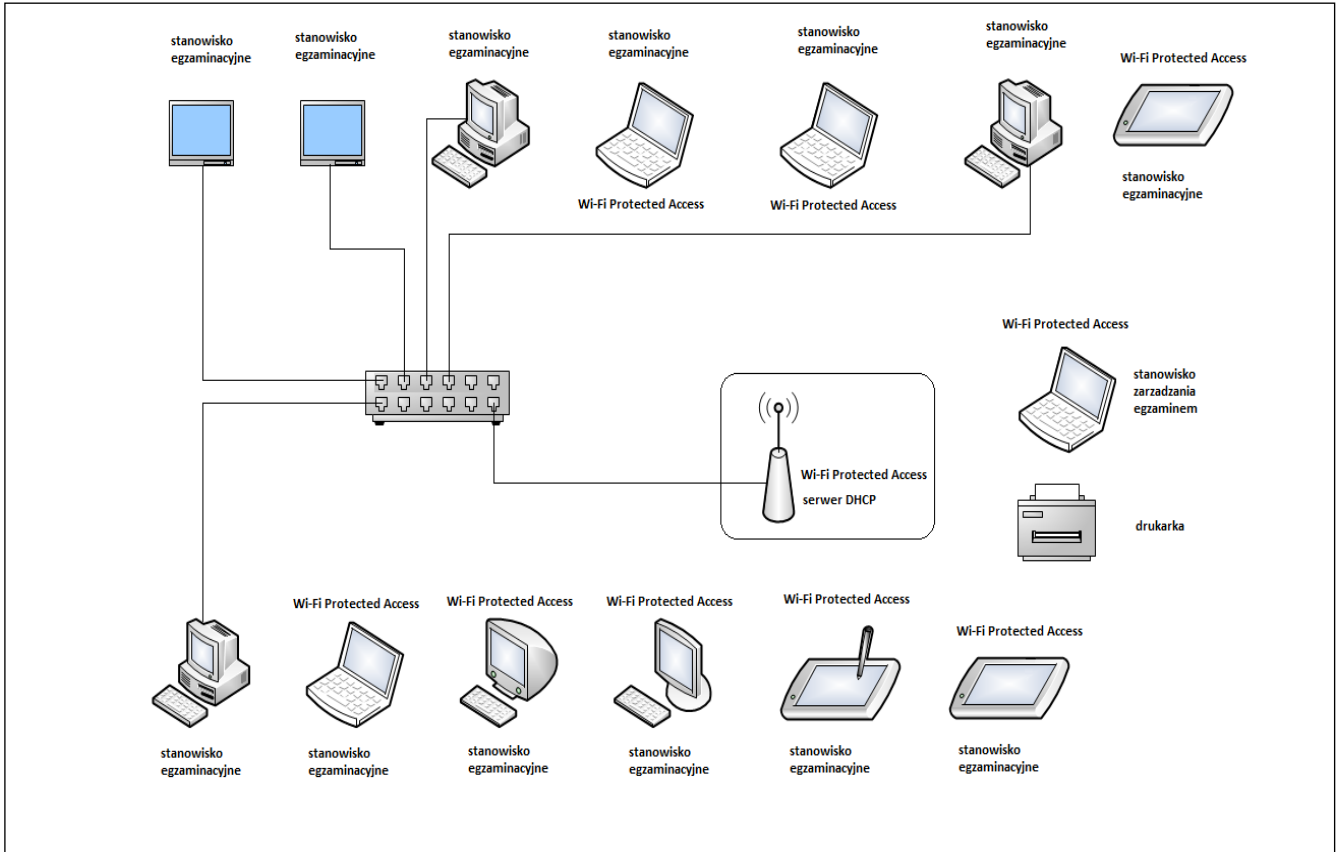 stanowisko
egzaminacyjne
stanowisko
egzaminacyjne
stanowisko
egzaminacyjne
stanowisko
egzaminacyjne
stanowisko
egzaminacyjne
stanowisko
egzaminacyjne
Wi-Fi Protected Access
stanowisko
egzaminacyjne
Wi-Fi Protected Access
Wi-Fi Protected Access
Wi-Fi Protected Access
stanowisko
zarzadzania
egzaminem
Wi-Fi Protected Access
serwer DHCP
drukarka
Wi-Fi Protected Access
Wi-Fi Protected Access
Wi-Fi Protected Access
Wi-Fi Protected Access
Wi-Fi Protected Access
stanowisko
egzaminacyjne
stanowisko
egzaminacyjne
stanowisko
egzaminacyjne
stanowisko
egzaminacyjne
stanowisko
egzaminacyjne
stanowisko
egzaminacyjne